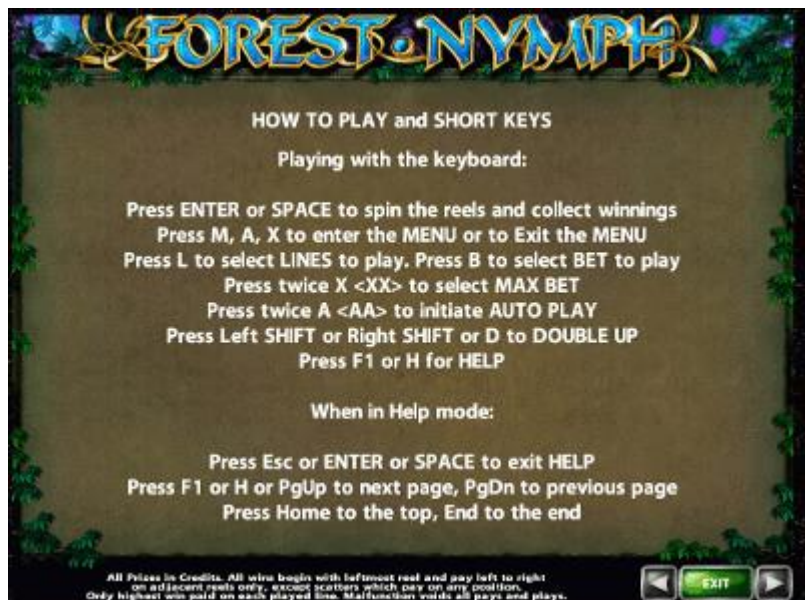 FOREST NYMPH
HOW TO PLAY and SHORT KEYS
Playing with the keyboard:
Press ENTER or SPACE to spin the reels and collect winnings
Press M, A, X to enter the MENU or to Exit the MENU
Press L to select LINES to play. Press B to select BET to play
Press twice X <XX> to select MAX BET
Press twice A <AA> to initiate AUTO PLAY
Press Left SHIFT or Right SHIFT or D to DOUBLE UP
Press F1 or H for HELP
When in Help mode:
Press Esc or ENTER or SPACE to exit HELP
Press F1 or H or PgUp to next page, PgDn to previous page
Press Home to the top, End to the end
All Prizes in Credits. All wins begin with leftmost reel and pay left to right
on adjacent reels only, except scatters which pay on any position.
Only highest win paid on each played line. Malfunction voids all pays and plays.
EXIT